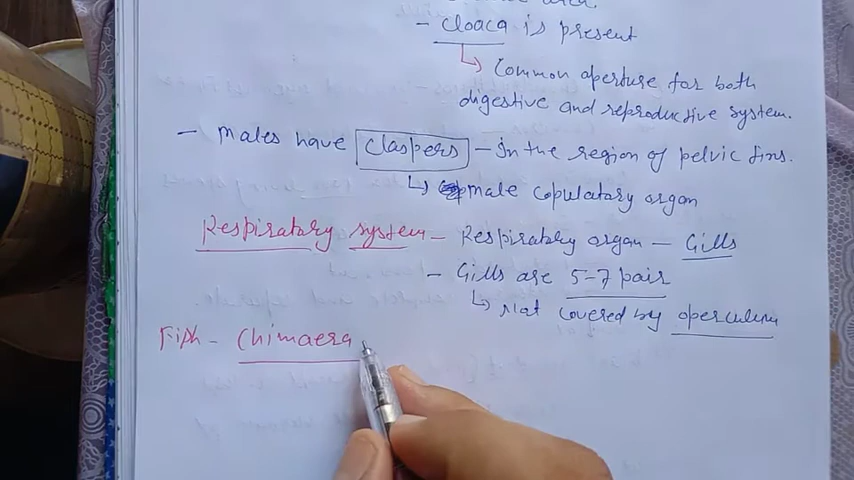 - Cloaca is present
↳ Common aperture for both
digestive and reproductive system.
- Males have Claspers - In the region of pelvic fins.
↳ male copulatory organ
Respiratory system - Respiratory organ - Gills
- Gills are 5-7 pair
↳ Not covered by operculum
Fish - Chimaera